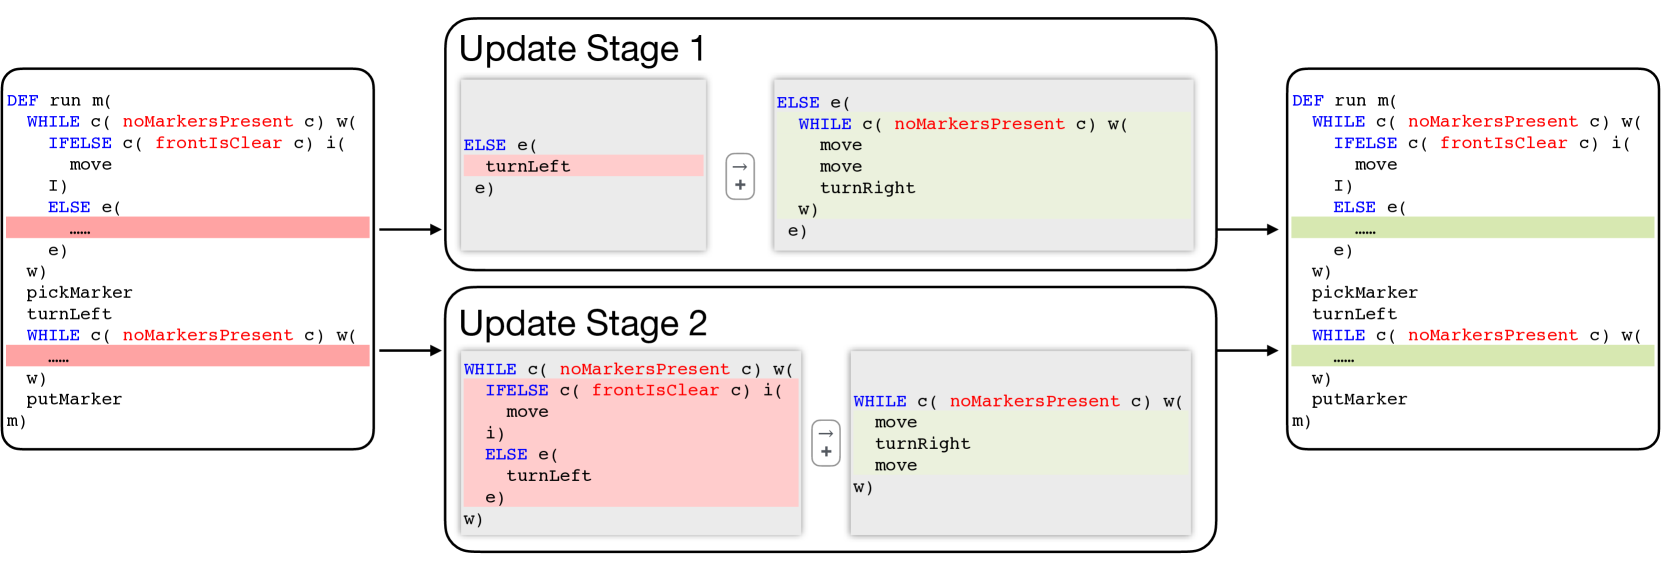 DEF run m(
WHILE c( noMarkersPresent c) w(
IFELSE c( frontIsClear c) i(
move
I)
ELSE e(
……
e)
w)
pickMarker
turnLeft
WHILE c( noMarkersPresent c) w(
……
w)
putMarker
m)
Update Stage 1
ELSE e(
turnLeft
e)
→
+
ELSE e(
WHILE c( noMarkersPresent c) w(
move
move
turnRight
w)
e)
Update Stage 2
WHILE c( noMarkersPresent c) w(
IFELSE c( frontIsClear c) i(
move
i)
ELSE e(
turnLeft
e)
w)
→
+
WHILE c( noMarkersPresent c) w(
move
turnRight
move
w)
DEF run m(
WHILE c( noMarkersPresent c) w(
IFELSE c( frontIsClear c) i(
move
I)
ELSE e(
……
e)
w)
pickMarker
turnLeft
WHILE c( noMarkersPresent c) w(
……
w)
putMarker
m)